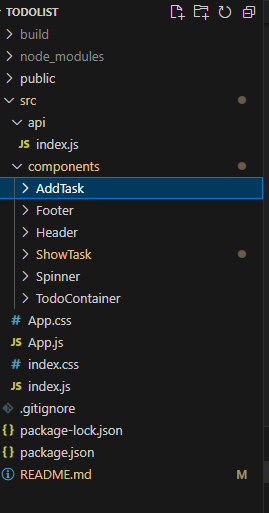 TODOLIST
build
node_modules
public
src
api
JS index.js
components
AddTask
Footer
Header
ShowTask
Spinner
TodoContainer
# App.css
JS App.js
# index.css
JS index.js
.gitignore
{} package-lock.json
{} package.json
README.md M